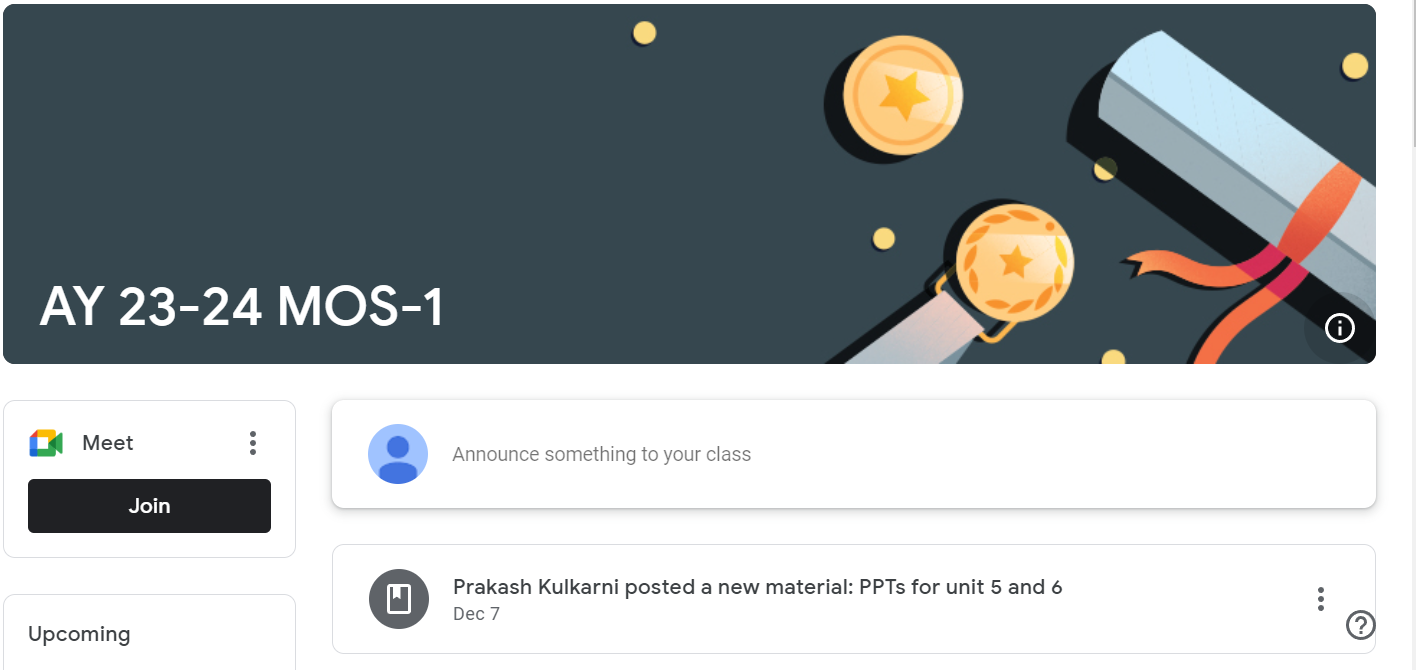 AY 23-24 MOS-1
Meet
Join
Announce something to your class
Prakash Kulkarni posted a new material: PPTs for unit 5 and 6
Dec 7
Upcoming